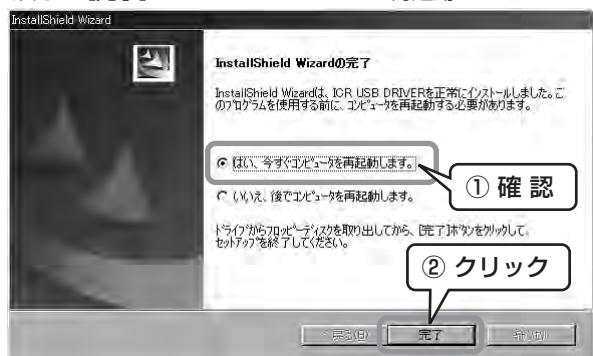 InstallShield Wizard
InstallShield Wizardの完了
InstallShield Wizardは、ICR USB DRIVERを正常にインストールしました。こ
のプログラムを使用する前に、コンピュータを再起動する必要があります。
はい、今すぐコンピュータを再起動します。
① 確 認
いいえ、後でコンピュータを再起動します。
ドライブからフロッピーディスクを取り出してから、[完了]ボタンをクリックして、
セットアップを終了してください。
② クリック
< 戻る(B) 完了